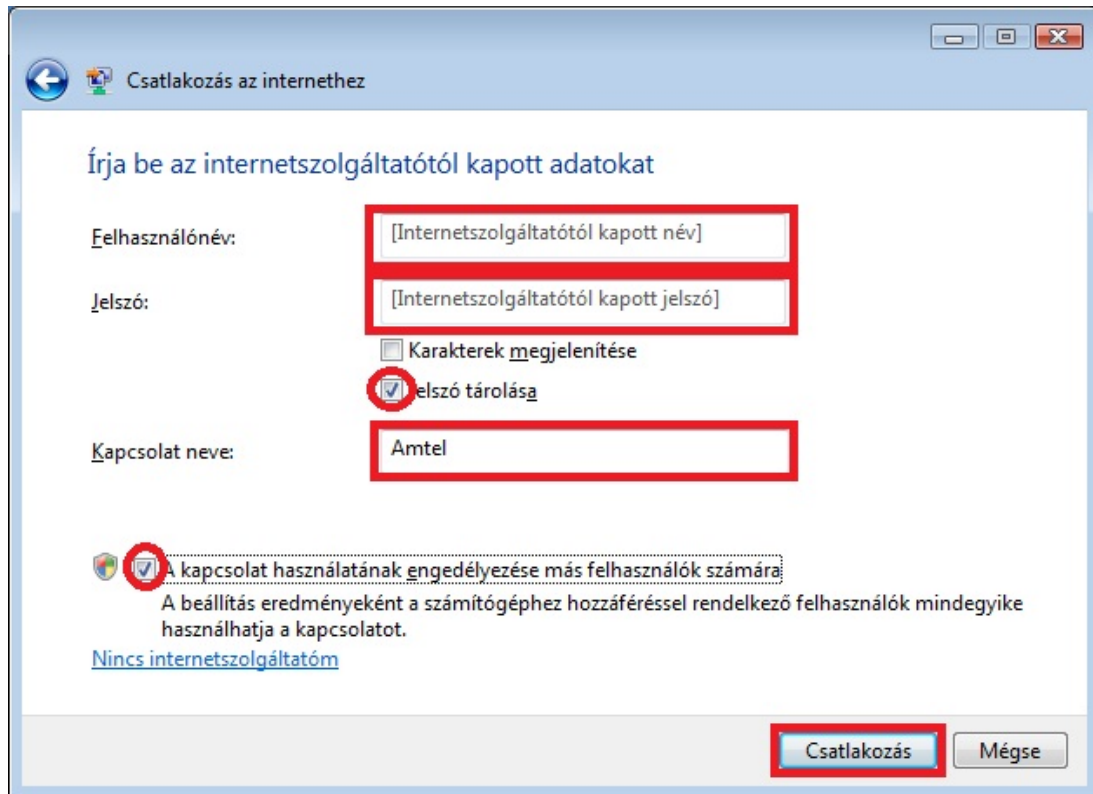 Csatlakozás az internethez
Írja be az internetszolgáltatótól kapott adatokat
Felhasználónév:
[Internetszolgáltatótól kapott név]
Jelszó:
[Internetszolgáltatótól kapott jelszó]
Karakterek megjelenítése
elszó tárolása
Kapcsolat neve:
Amtel
A kapcsolat használatának engedélyezése más felhasználók számára
A beállítás eredményeként a számítógéphez hozzáféréssel rendelkező felhasználók mindegyike
használhatja a kapcsolatot.
Nincs internetszolgáltatóm
Csatlakozás
Mégse